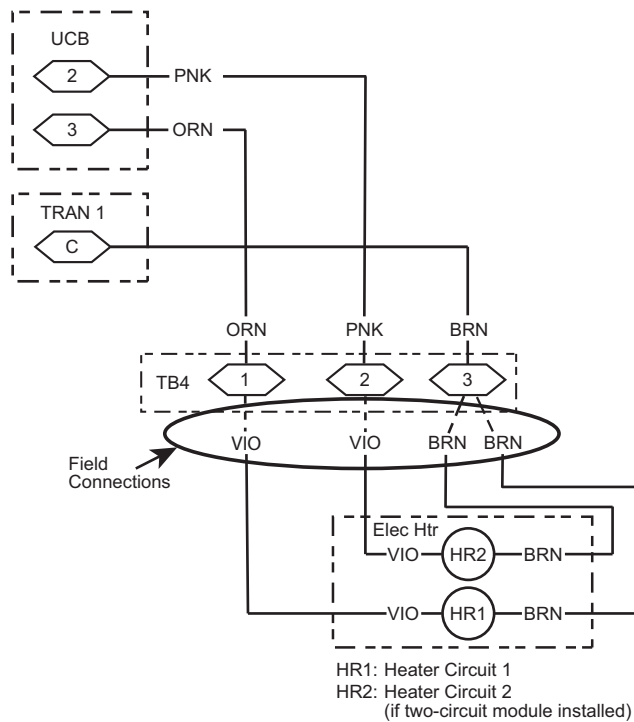 UCB
2
PNK
3
ORN
TRAN 1
C
ORN
PNK
BRN
TB4
1
2
3
VIO
VIO
BRN
BRN
Field
Connections
Elec Htr
VIO
HR2
BRN
VIO
HR1
BRN
HR1: Heater Circuit 1
HR2: Heater Circuit 2
(if two-circuit module installed)